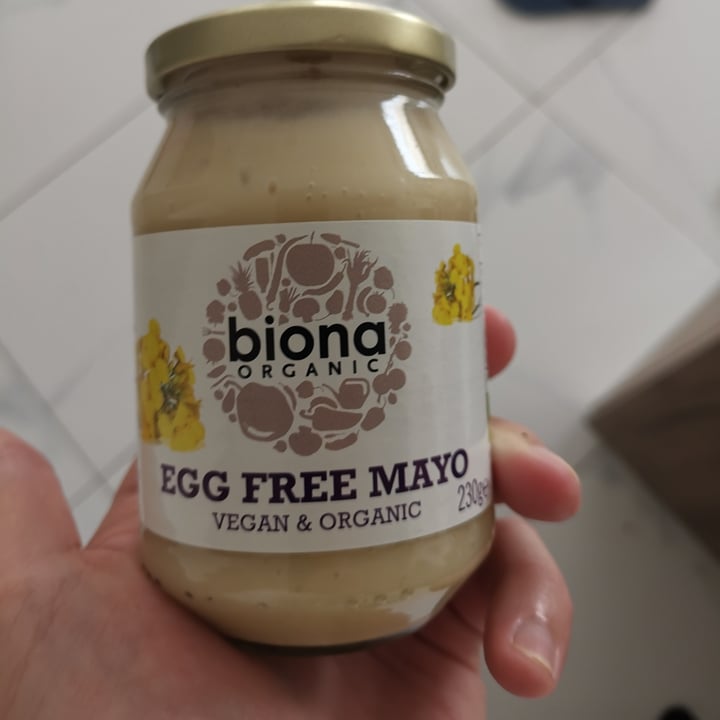 biona
ORGANIC
EGG FREE MAYO
VEGAN & ORGANIC
230g℮